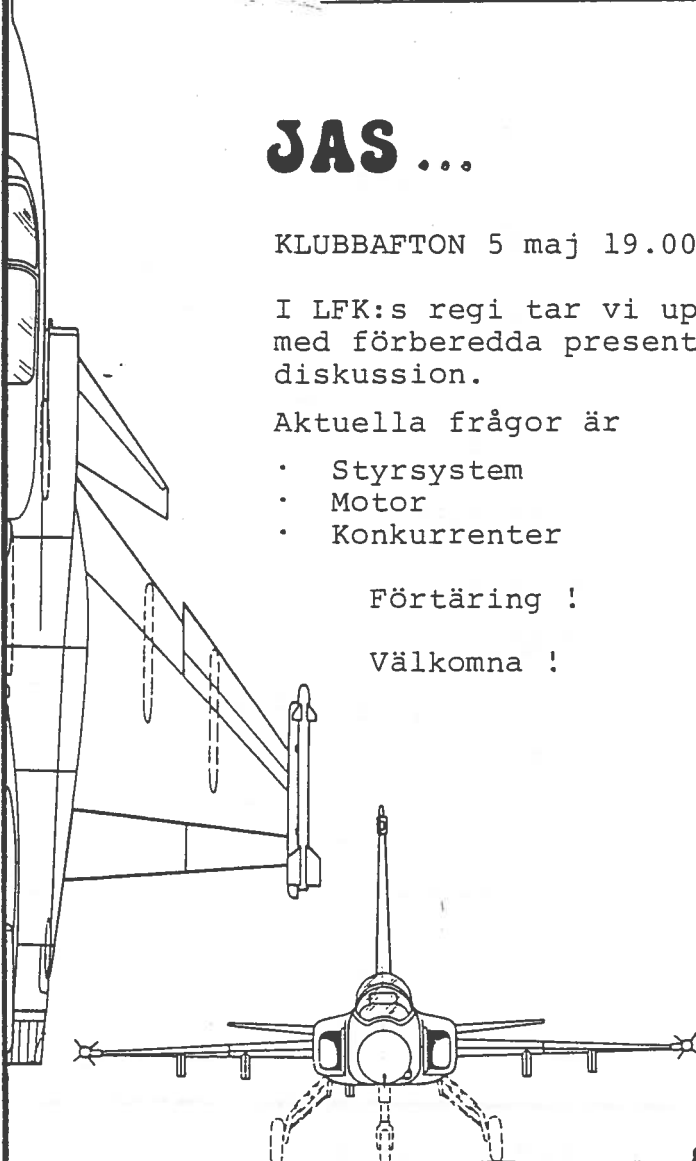 JAS...
KLUBBAFTON 5 maj 19.00
I LFK:s regi tar vi up
med förberedda present
diskussion.
Aktuella frågor är
· Styrsystem
· Motor
· Konkurrenter
Förtäring !
Välkomna !